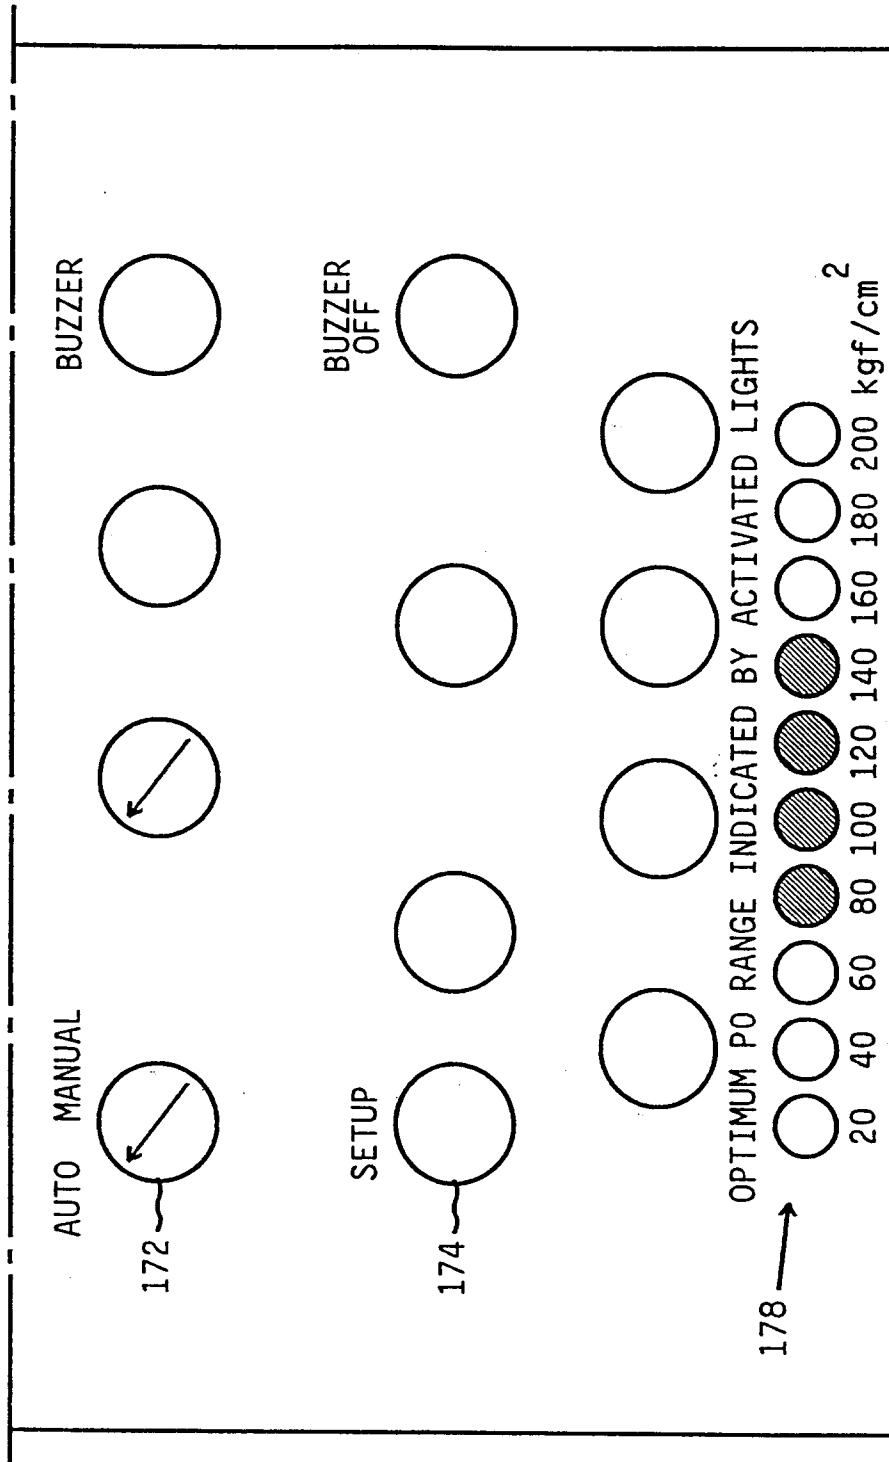 AUTO MANUAL
BUZZER
172
SETUP
BUZZER
OFF
174
OPTIMUM PO RANGE INDICATED BY ACTIVATED LIGHTS
178
20 40 60 80 100 120 140 160 180 200 kgf/cm2